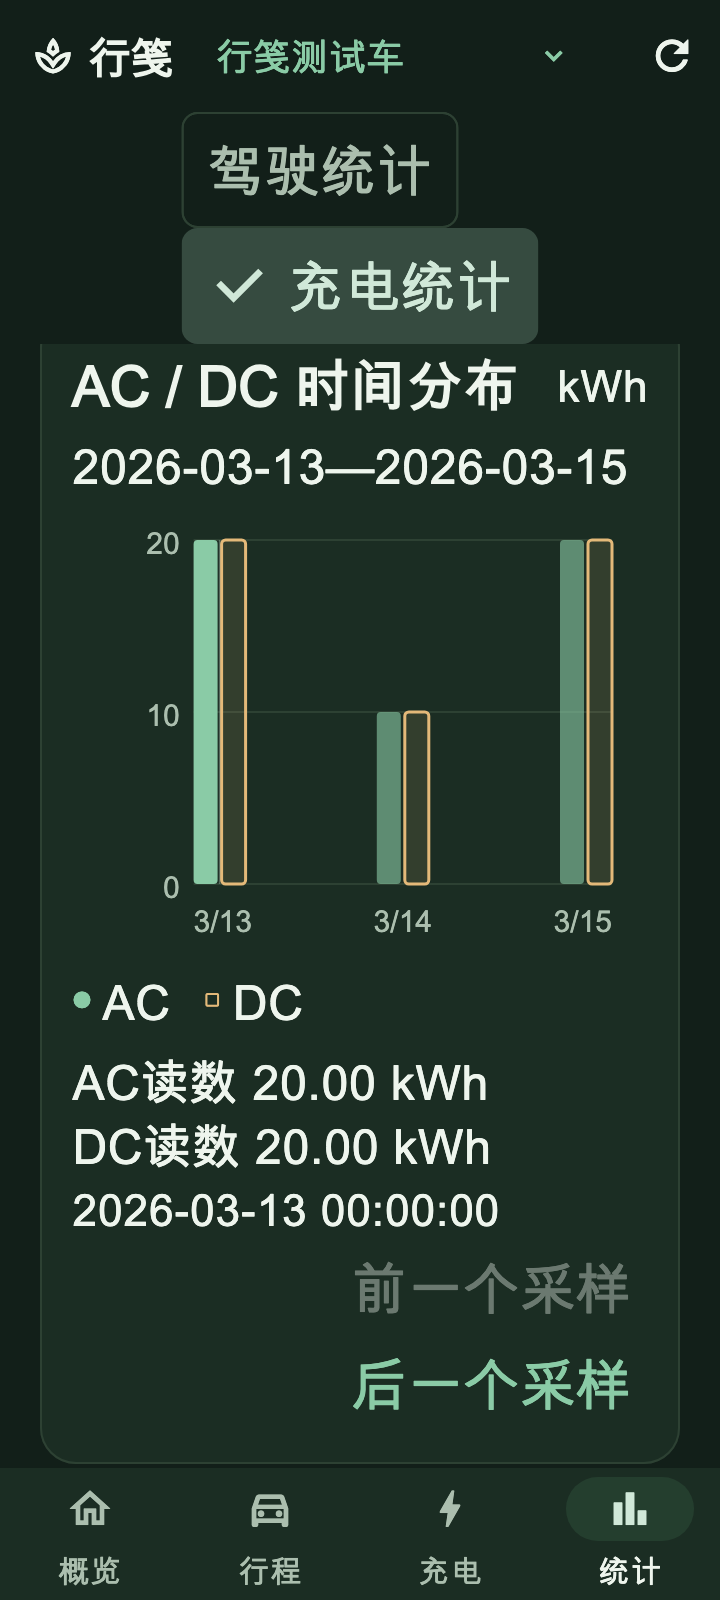 行笺 行笺测试车
驾驶统计
充电统计
AC / DC 时间分布 kWh
2026-03-13—2026-03-15
20
10
0
3/13 3/14 3/15
AC DC
AC读数 20.00 kWh
DC读数 20.00 kWh
2026-03-13 00:00:00
前一个采样
后一个采样
概览 行程 充电 统计